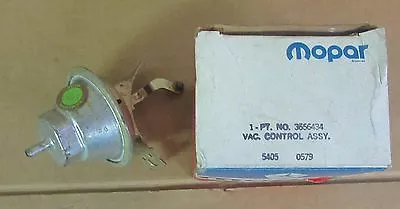 mopar
1-PT. NO. 3656434
VAC. CONTROL ASSY.
5405 0579